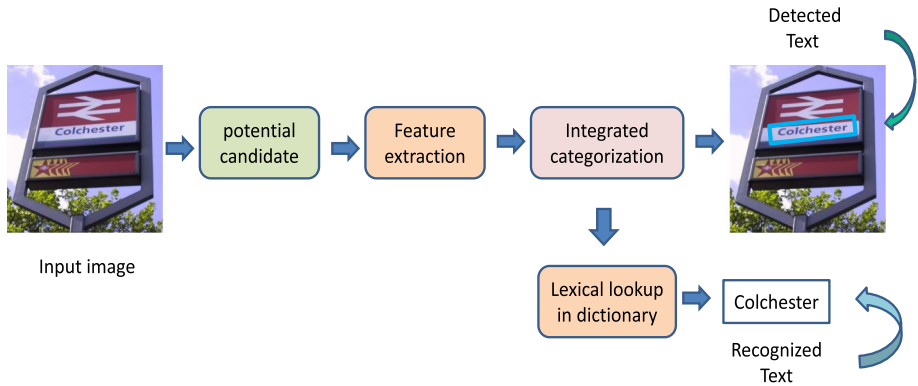 Detected
Text
Colchester
potential
candidate
Feature
extraction
Integrated
categorization
Colchester
Input image
Lexical lookup
in dictionary
Colchester
Recognized
Text